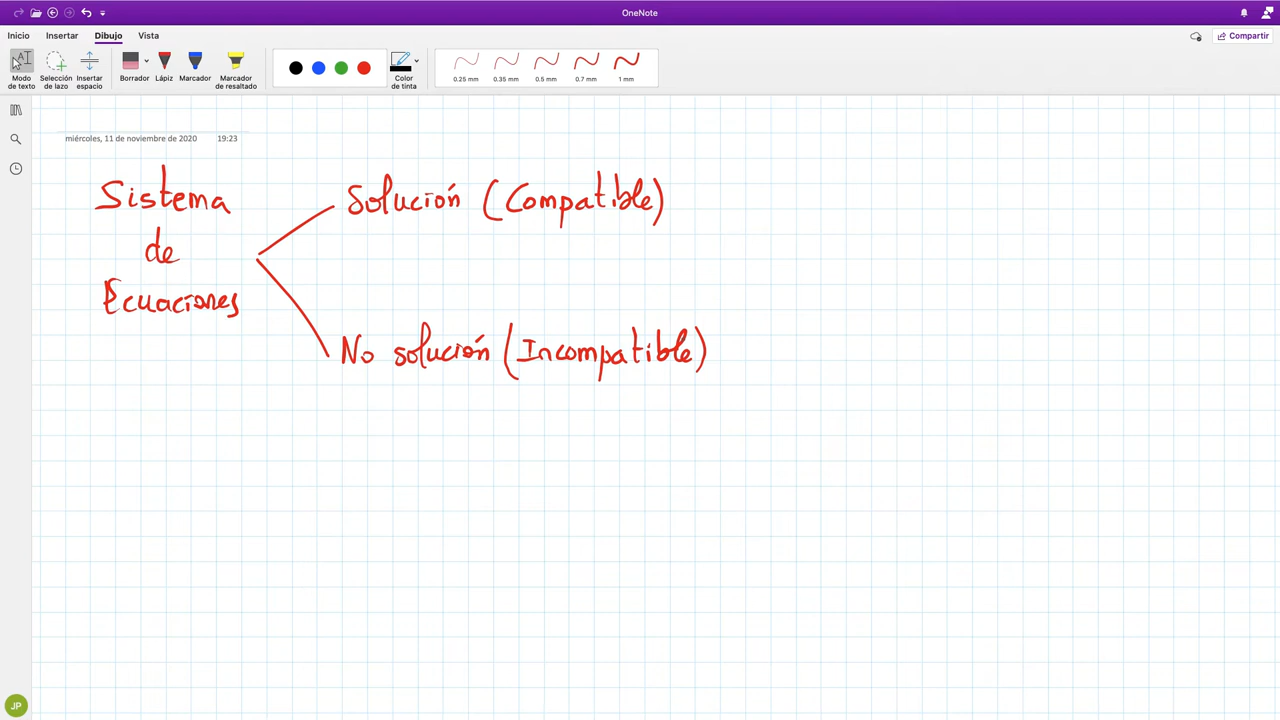 OneNote
Inicio Insertar Dibujo Vista
Compartir
Modo de texto
Selección de lazo
Insertar espacio
Borrador
Lápiz
Marcador
Marcador de resaltado
Color de tinta
0.25 mm 0.35 mm 0.5 mm 0.7 mm 1 mm
miércoles, 11 de noviembre de 2020 19:23
Sistema
de
Ecuaciones
Solución (Compatible)
No solución (Incompatible)
JP